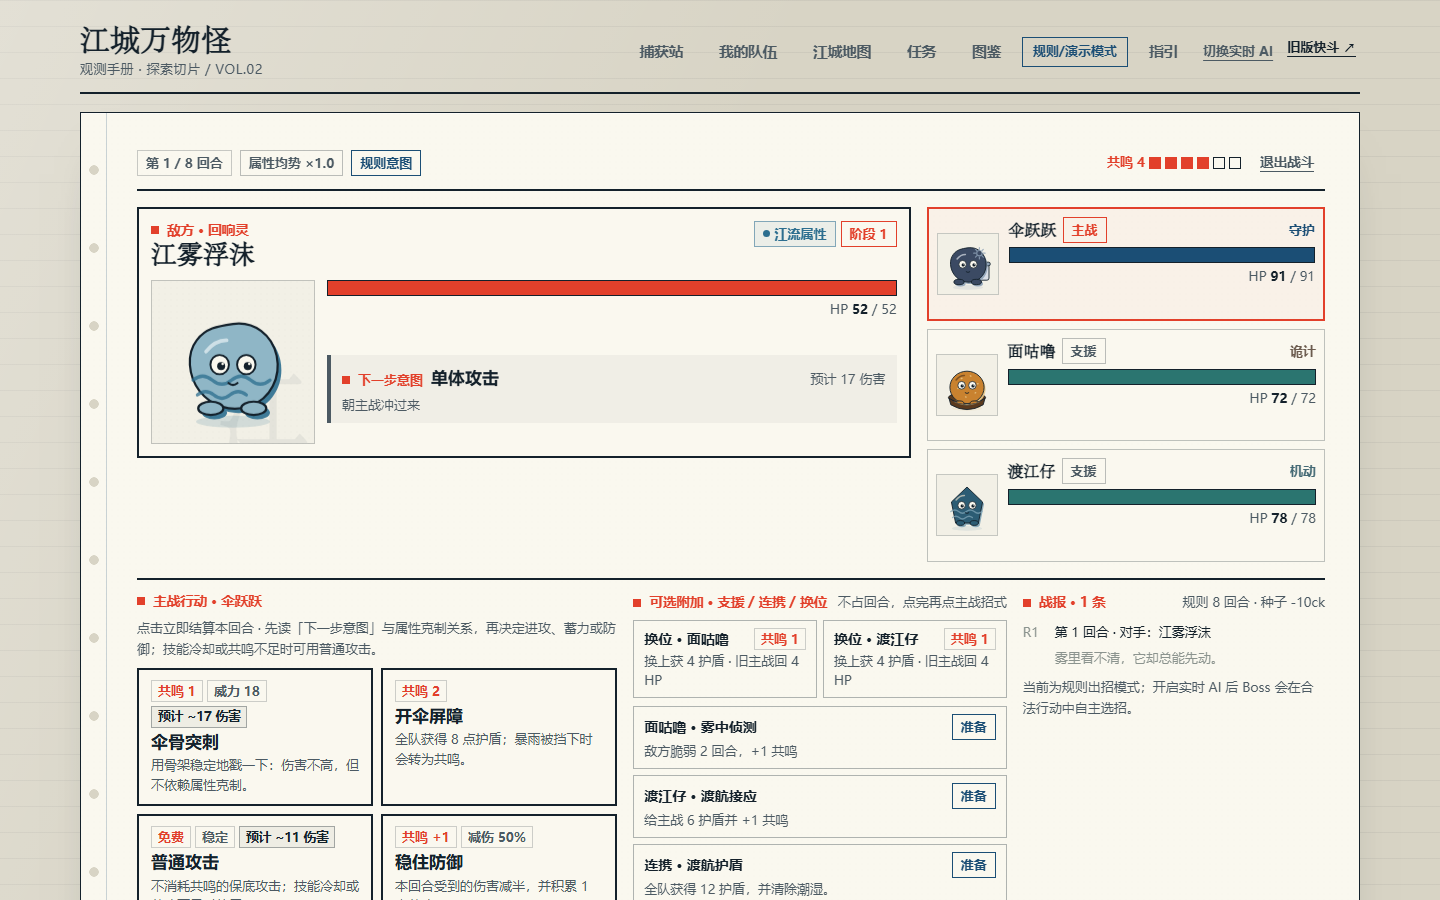 江城万物怪
观测手册 · 探索切片 / VOL.02
捕获站
我的队伍
江城地图
任务
图鉴
规则/演示模式
指引
切换实时 AI
旧版快斗 ↗
第 1 / 8 回合
属性均势 ×1.0
规则意图
共鸣 4
退出战斗
敌方 • 回响灵
江雾浮沫
江流属性
阶段 1
HP 52 / 52
下一步意图 单体攻击
预计 17 伤害
朝主战冲过来
伞跃跃 主战
守护
HP 91 / 91
面咕噜 支援
诡计
HP 72 / 72
渡江仔 支援
机动
HP 78 / 78
主战行动 • 伞跃跃
点击立即结算本回合 · 先读「下一步意图」与属性克制关系，再决定进攻、蓄力或防
御；技能冷却或共鸣不足时可用普通攻击。
共鸣 1 威力 18
预计 ~17 伤害
伞骨突刺
用骨架稳定地戳一下：伤害不高，但
不依赖属性克制。
共鸣 2
开伞屏障
全队获得 8 点护盾；暴雨被挡下时
会转为共鸣。
免费 稳定 预计 ~11 伤害
普通攻击
不消耗共鸣的保底攻击；技能冷却或
共鸣 +1 减伤 50%
稳住防御
本回合受到的伤害减半，并积累 1
可选附加 • 支援 / 连携 / 换位
不占回合，点完再点主战招式
换位 • 面咕噜 共鸣 1
换上获 4 护盾 · 旧主战回 4
HP
换位 • 渡江仔 共鸣 1
换上获 4 护盾 · 旧主战回 4
HP
面咕噜 • 雾中侦测
准备
敌方脆弱 2 回合，+1 共鸣
渡江仔 • 渡航接应
准备
给主战 6 护盾并 +1 共鸣
连携 • 渡航护盾
准备
全队获得 12 护盾，并清除潮湿。
战报 • 1 条
规则 8 回合 · 种子 -10ck
R1 第 1 回合 · 对手：江雾浮沫
雾里看不清，它却总能先动。
当前为规则出招模式；开启实时 AI 后 Boss 会在合
法行动中自主选招。